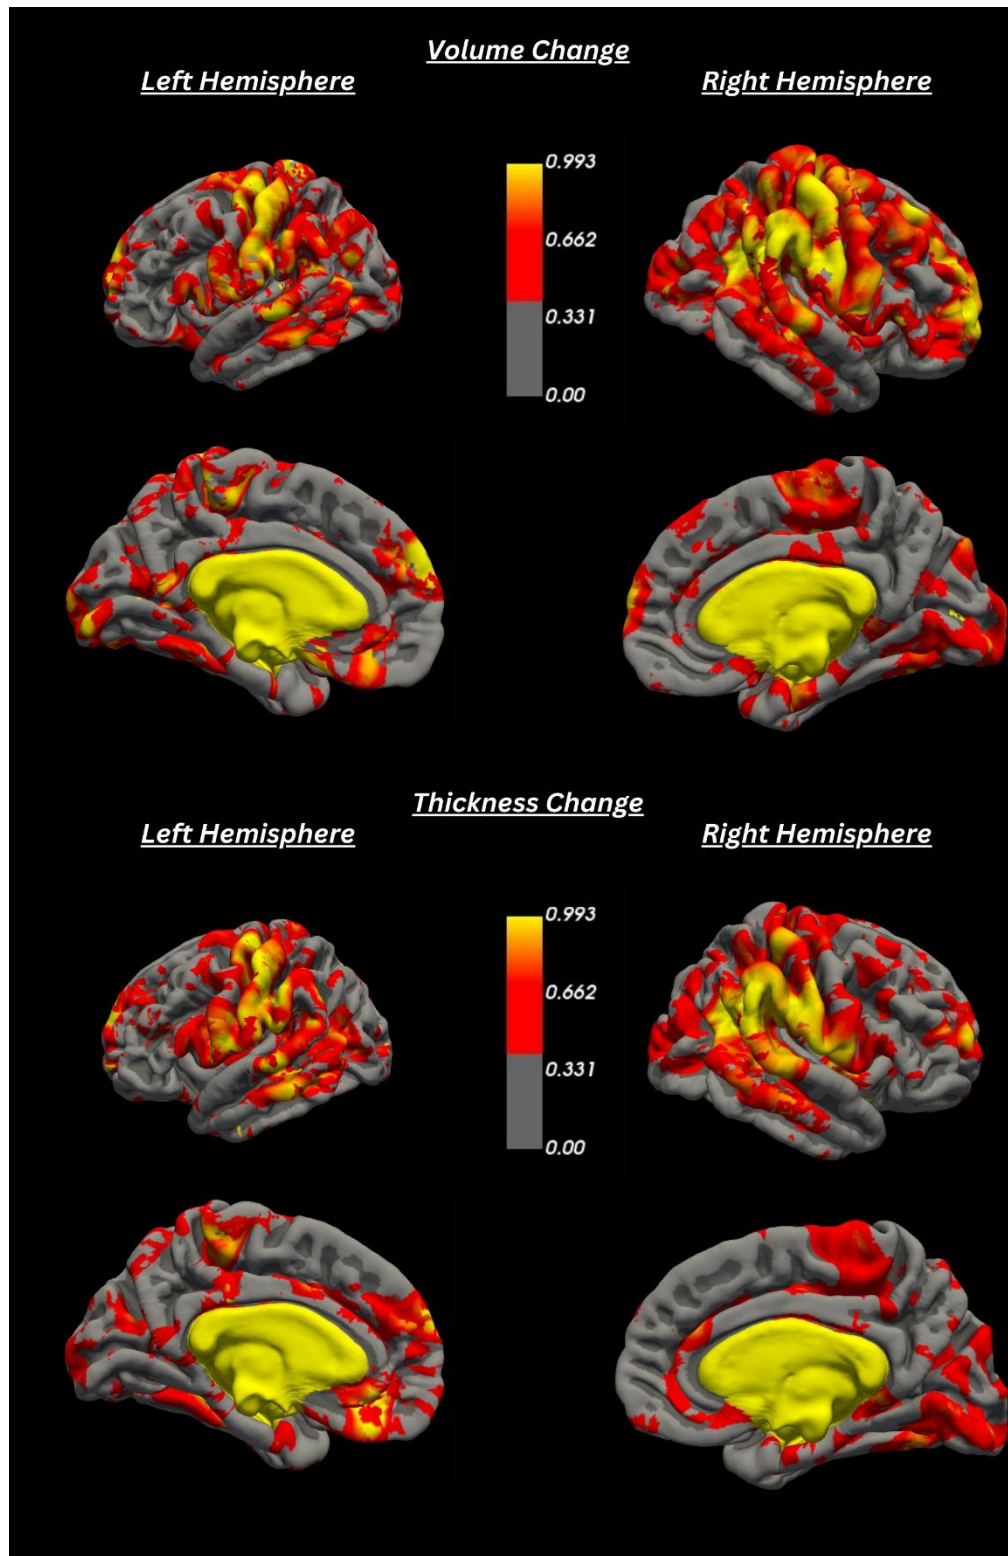 Volume Change
Left Hemisphere
Right Hemisphere
0.993
0.662
0.331
0.00
Thickness Change
Left Hemisphere
Right Hemisphere
0.993
0.662
0.331
0.00